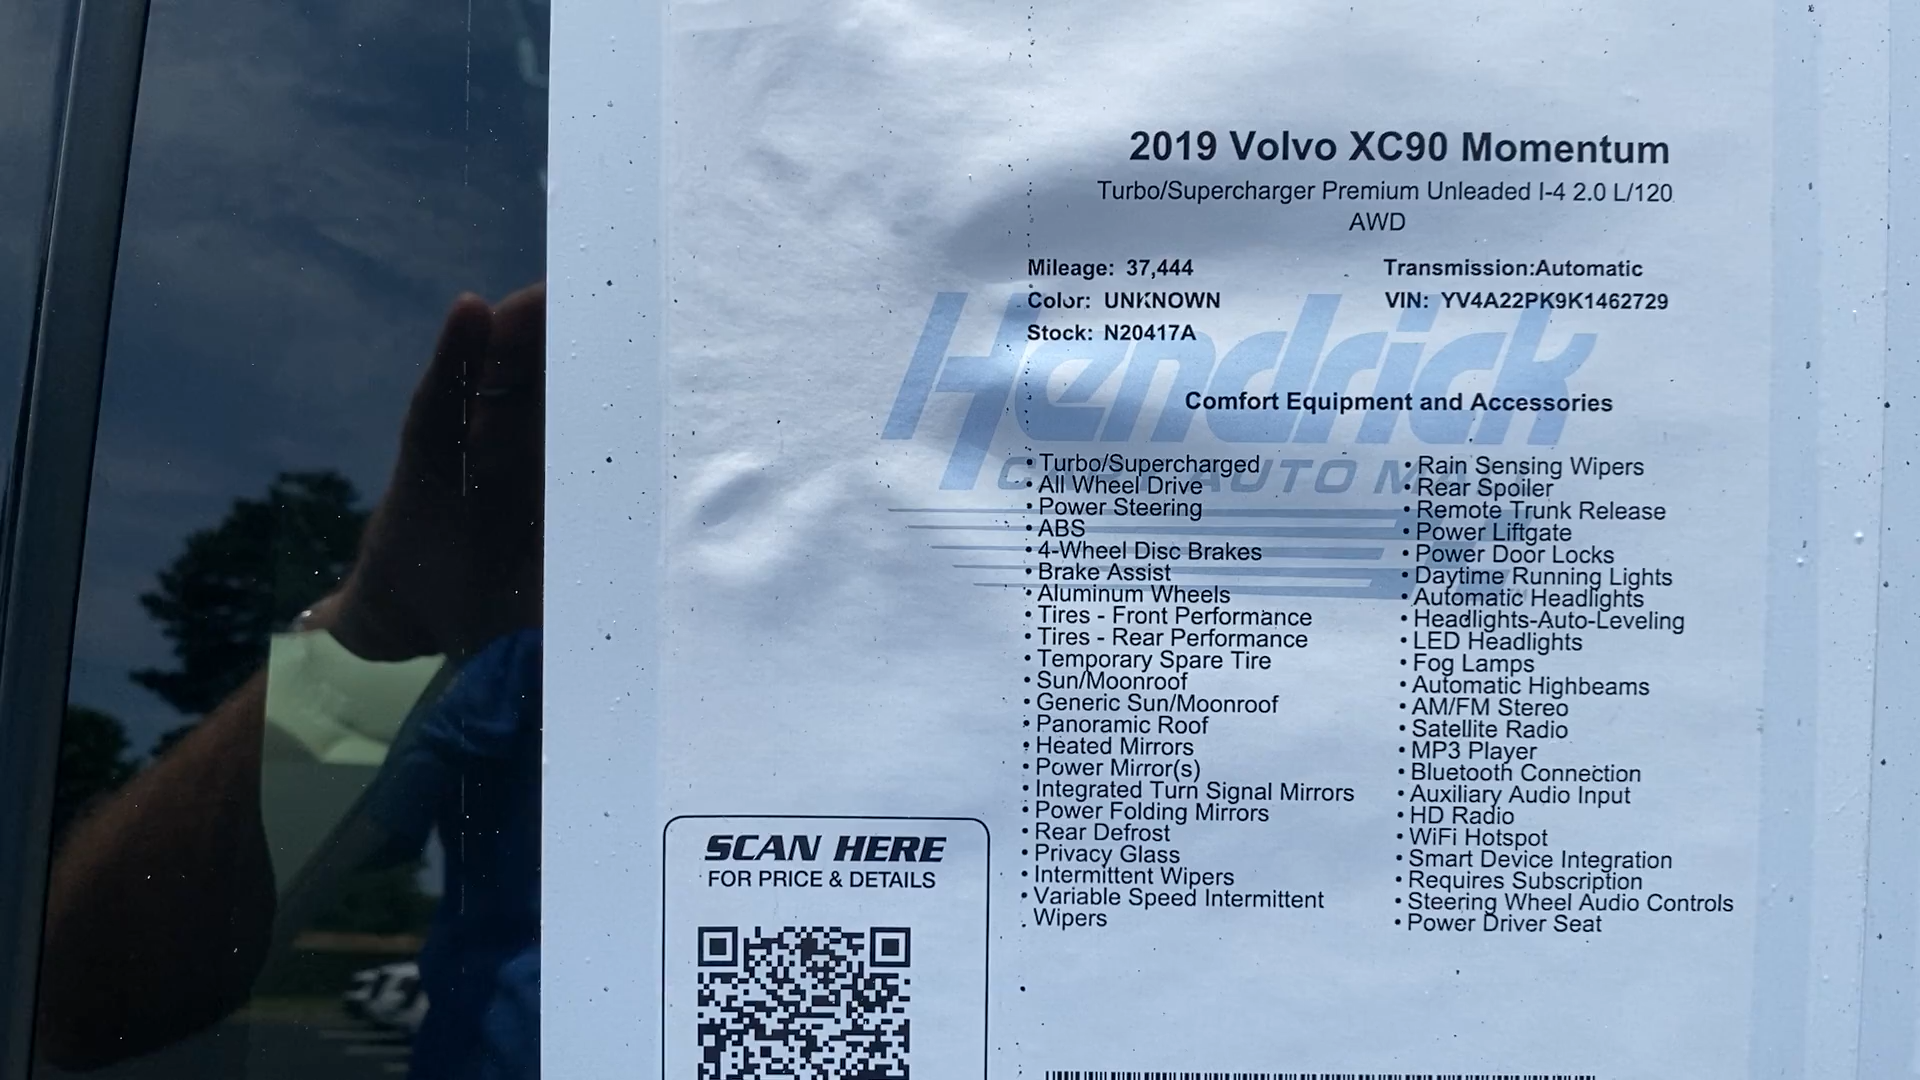 2019 Volvo XC90 Momentum
Turbo/Supercharger Premium Unleaded I-4 2.0 L/120
AWD
Mileage: 37,444
Transmission:Automatic
Color: UNKNOWN
VIN: YV4A22PK9K1462729
Stock: N20417A
Hendrick
AUTO
Comfort Equipment and Accessories
• Turbo/Supercharged
• All Wheel Drive
• Power Steering
• ABS
• 4-Wheel Disc Brakes
• Brake Assist
• Aluminum Wheels
• Tires - Front Performance
• Tires - Rear Performance
• Temporary Spare Tire
• Sun/Moonroof
• Generic Sun/Moonroof
• Panoramic Roof
• Heated Mirrors
• Power Mirror(s)
• Integrated Turn Signal Mirrors
• Power Folding Mirrors
• Rear Defrost
• Privacy Glass
• Intermittent Wipers
• Variable Speed Intermittent
Wipers
• Rain Sensing Wipers
• Rear Spoiler
• Remote Trunk Release
• Power Liftgate
• Power Door Locks
• Daytime Running Lights
• Automatic Headlights
• Headlights-Auto-Leveling
• LED Headlights
• Fog Lamps
• Automatic Highbeams
• AM/FM Stereo
• Satellite Radio
• MP3 Player
• Bluetooth Connection
• Auxiliary Audio Input
• HD Radio
• WiFi Hotspot
• Smart Device Integration
• Requires Subscription
• Steering Wheel Audio Controls
• Power Driver Seat
SCAN HERE
FOR PRICE & DETAILS